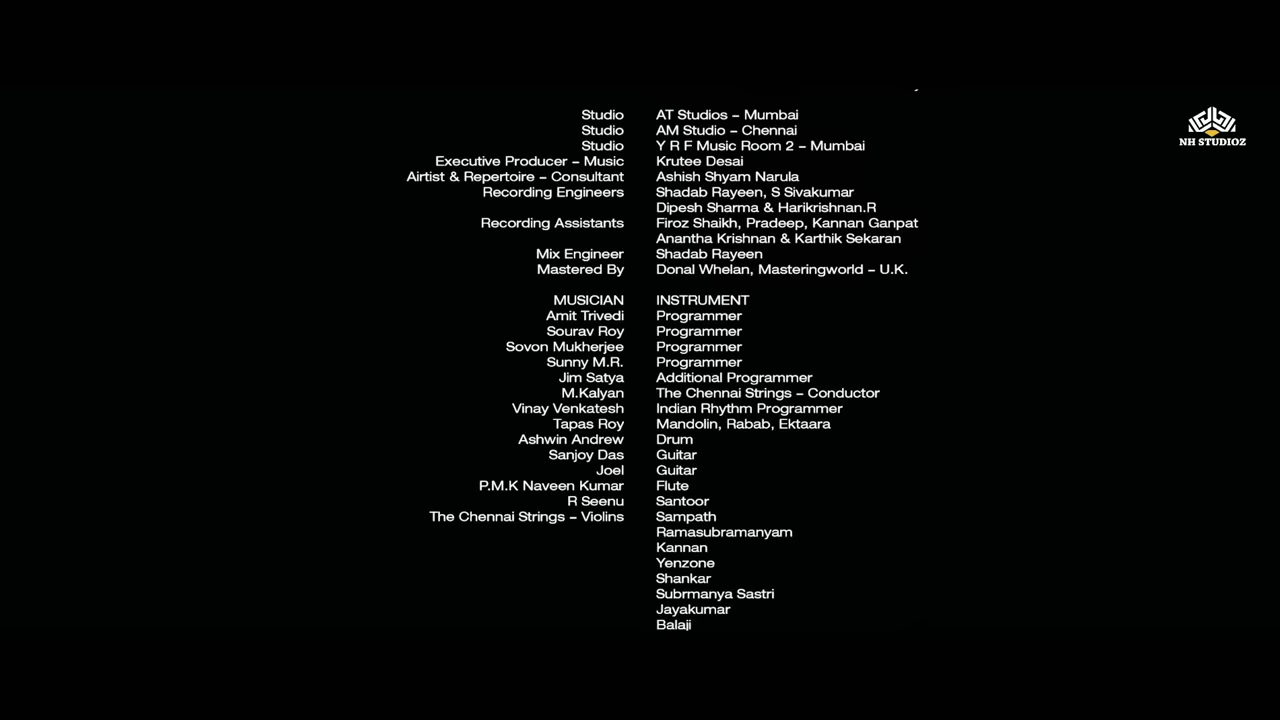 Studio AT Studios – Mumbai
Studio AM Studio – Chennai
Studio Y R F Music Room 2 – Mumbai
Executive Producer – Music Krutee Desai
Airtist & Repertoire – Consultant Ashish Shyam Narula
Recording Engineers Shadab Rayeen, S Sivakumar
Dipesh Sharma & Harikrishnan.R
Recording Assistants Firoz Shaikh, Pradeep, Kannan Ganpat
Anantha Krishnan & Karthik Sekaran
Mix Engineer Shadab Rayeen
Mastered By Donal Whelan, Masteringworld – U.K.
MUSICIAN INSTRUMENT
Amit Trivedi Programmer
Sourav Roy Programmer
Sovon Mukherjee Programmer
Sunny M.R. Programmer
Jim Satya Additional Programmer
M.Kalyan The Chennai Strings – Conductor
Vinay Venkatesh Indian Rhythm Programmer
Tapas Roy Mandolin, Rabab, Ektaara
Ashwin Andrew Drum
Sanjoy Das Guitar
Joel Guitar
P.M.K Naveen Kumar Flute
R Seenu Santoor
The Chennai Strings – Violins Sampath
Ramasubramanyam
Kannan
Yenzone
Shankar
Subrmanya Sastri
Jayakumar
Balaji
NH STUDIOZ